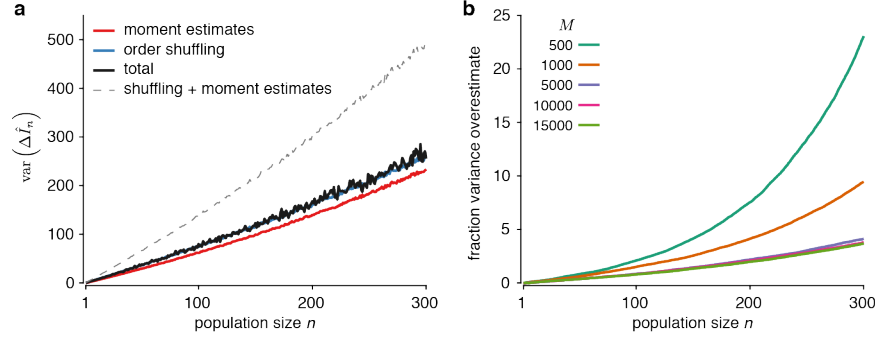 a
moment estimates
order shuffling
total
shuffling + moment estimates
var (ΔÎₙ)
500
400
300
200
100
0
1
100
200
300
population size n
b
M
500
1000
5000
10000
15000
fraction variance overestimate
25
20
15
10
5
0
1
100
200
300
population size n